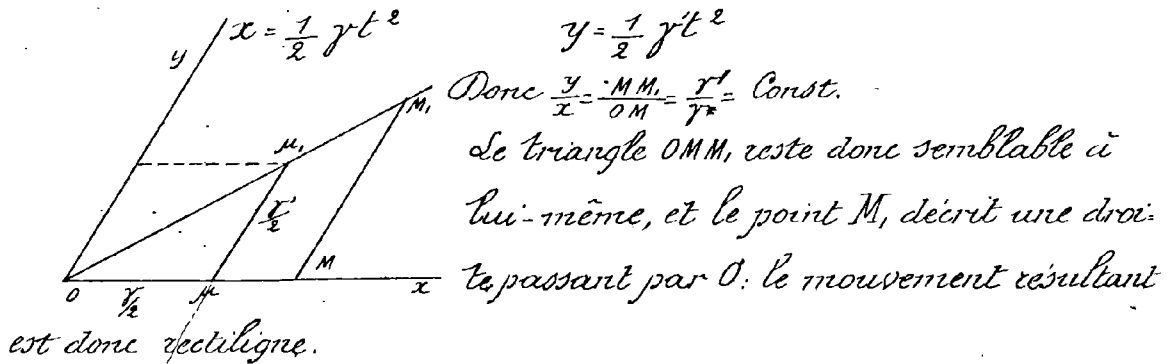 x = 1/2 γt² y = 1/2 γ't²
Donc y/x = MM₁/OM = γ'/γ = Const.
Le triangle OMM₁ reste donc semblable à
lui-même, et le point M₁ décrit une droi=
te passant par O: le mouvement résultant
est donc rectiligne.
y
M₁
μ₁
γ'/2
O
γ/2
μ
M
x